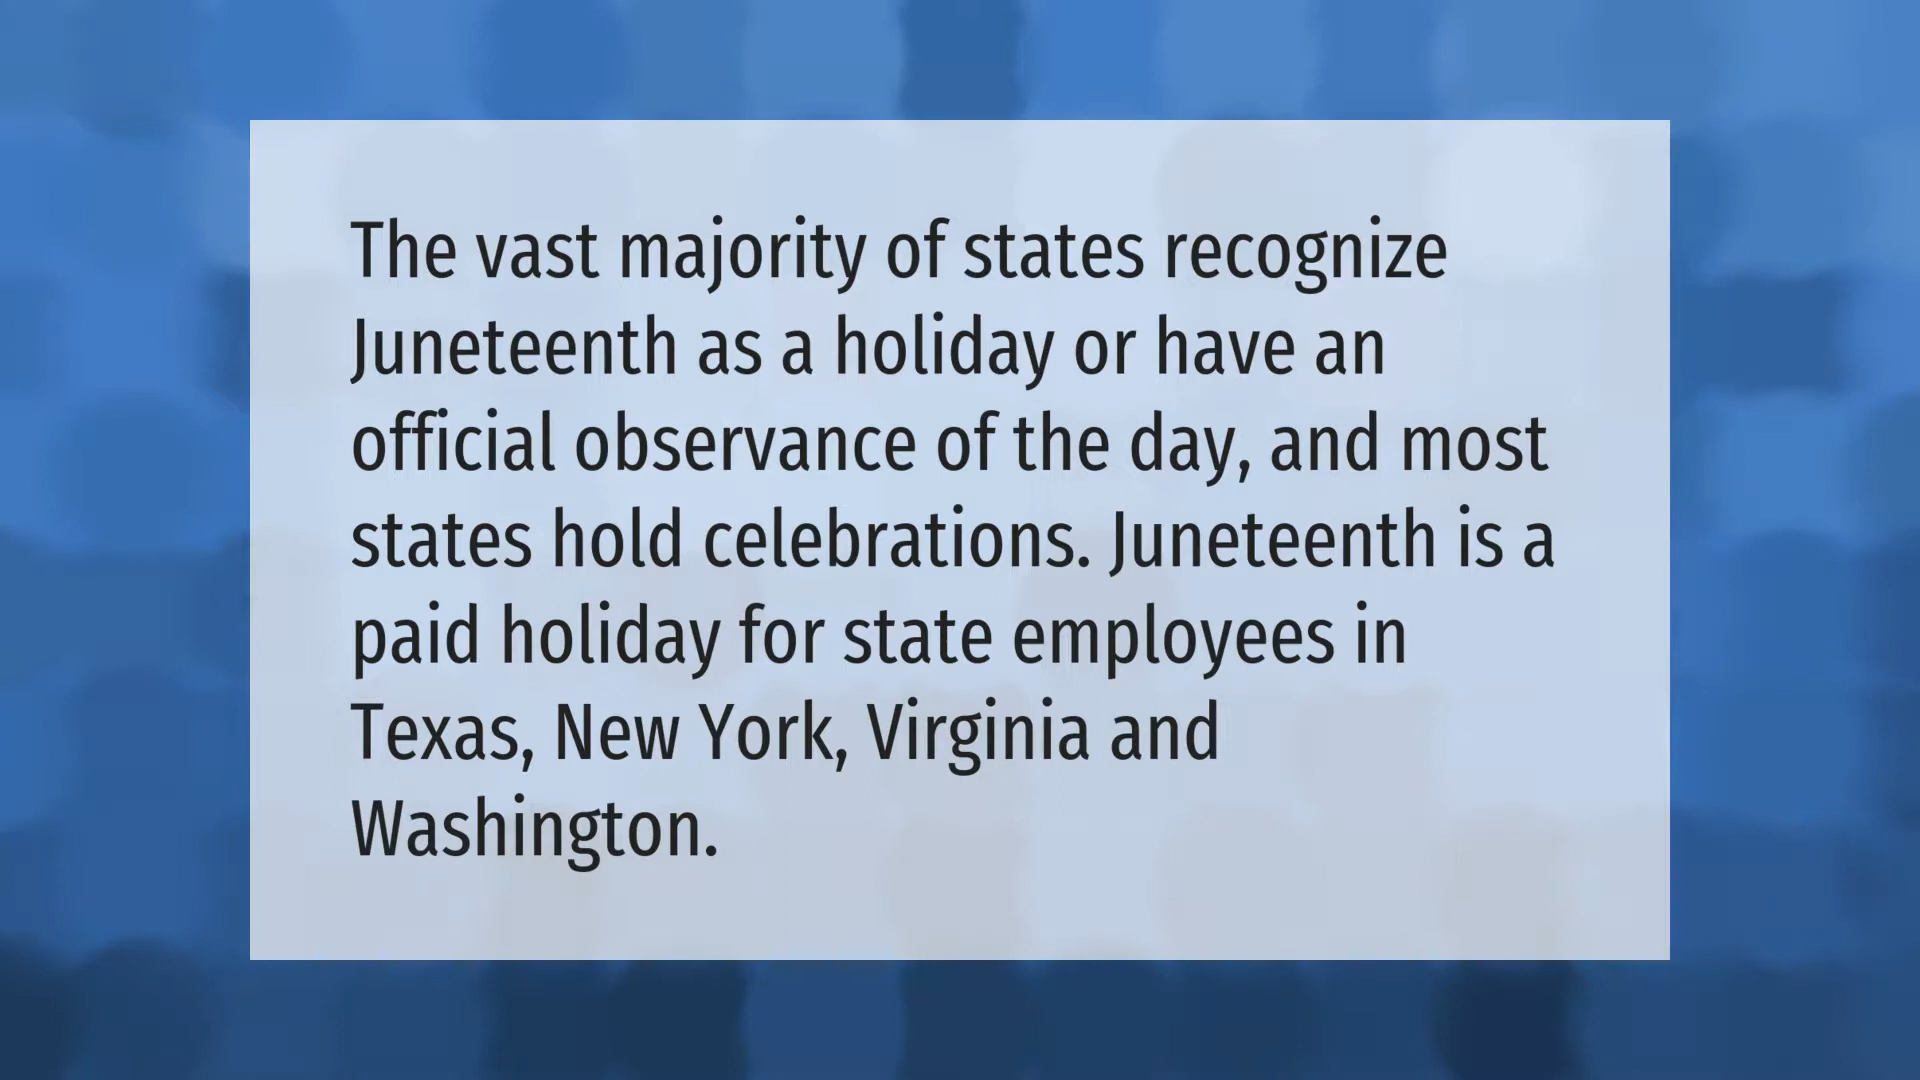 The vast majority of states recognize
Juneteenth as a holiday or have an
official observance of the day, and most
states hold celebrations. Juneteenth is a
paid holiday for state employees in
Texas, New York, Virginia and
Washington.